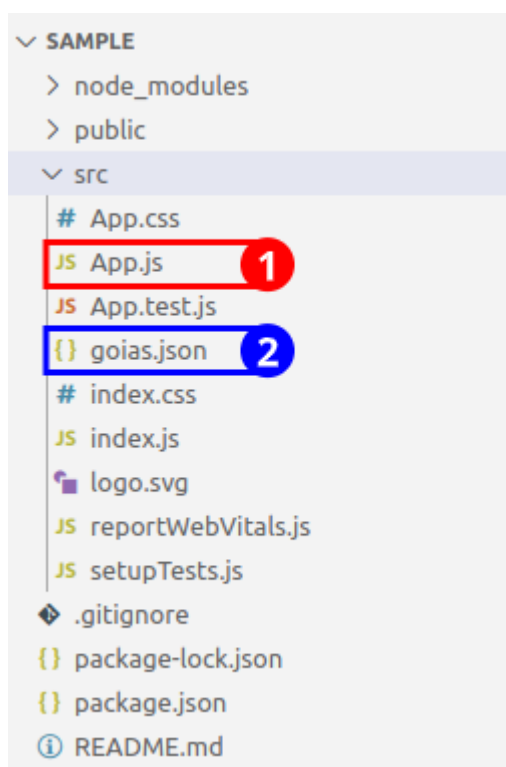 SAMPLE
node_modules
public
src
# App.css
JS App.js 1
JS App.test.js
{} goias.json 2
# index.css
JS index.js
logo.svg
JS reportWebVitals.js
JS setupTests.js
.gitignore
{} package-lock.json
{} package.json
README.md